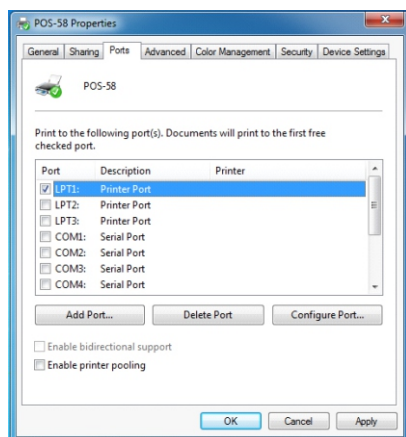 POS-58 Properties
General Sharing Ports Advanced Color Management Security Device Settings
POS-58
Print to the following port(s). Documents will print to the first free
checked port.
Port Description Printer
LPT1: Printer Port
LPT2: Printer Port
LPT3: Printer Port
COM1: Serial Port
COM2: Serial Port
COM3: Serial Port
COM4: Serial Port
Add Port... Delete Port Configure Port...
Enable bidirectional support
Enable printer pooling
OK Cancel Apply